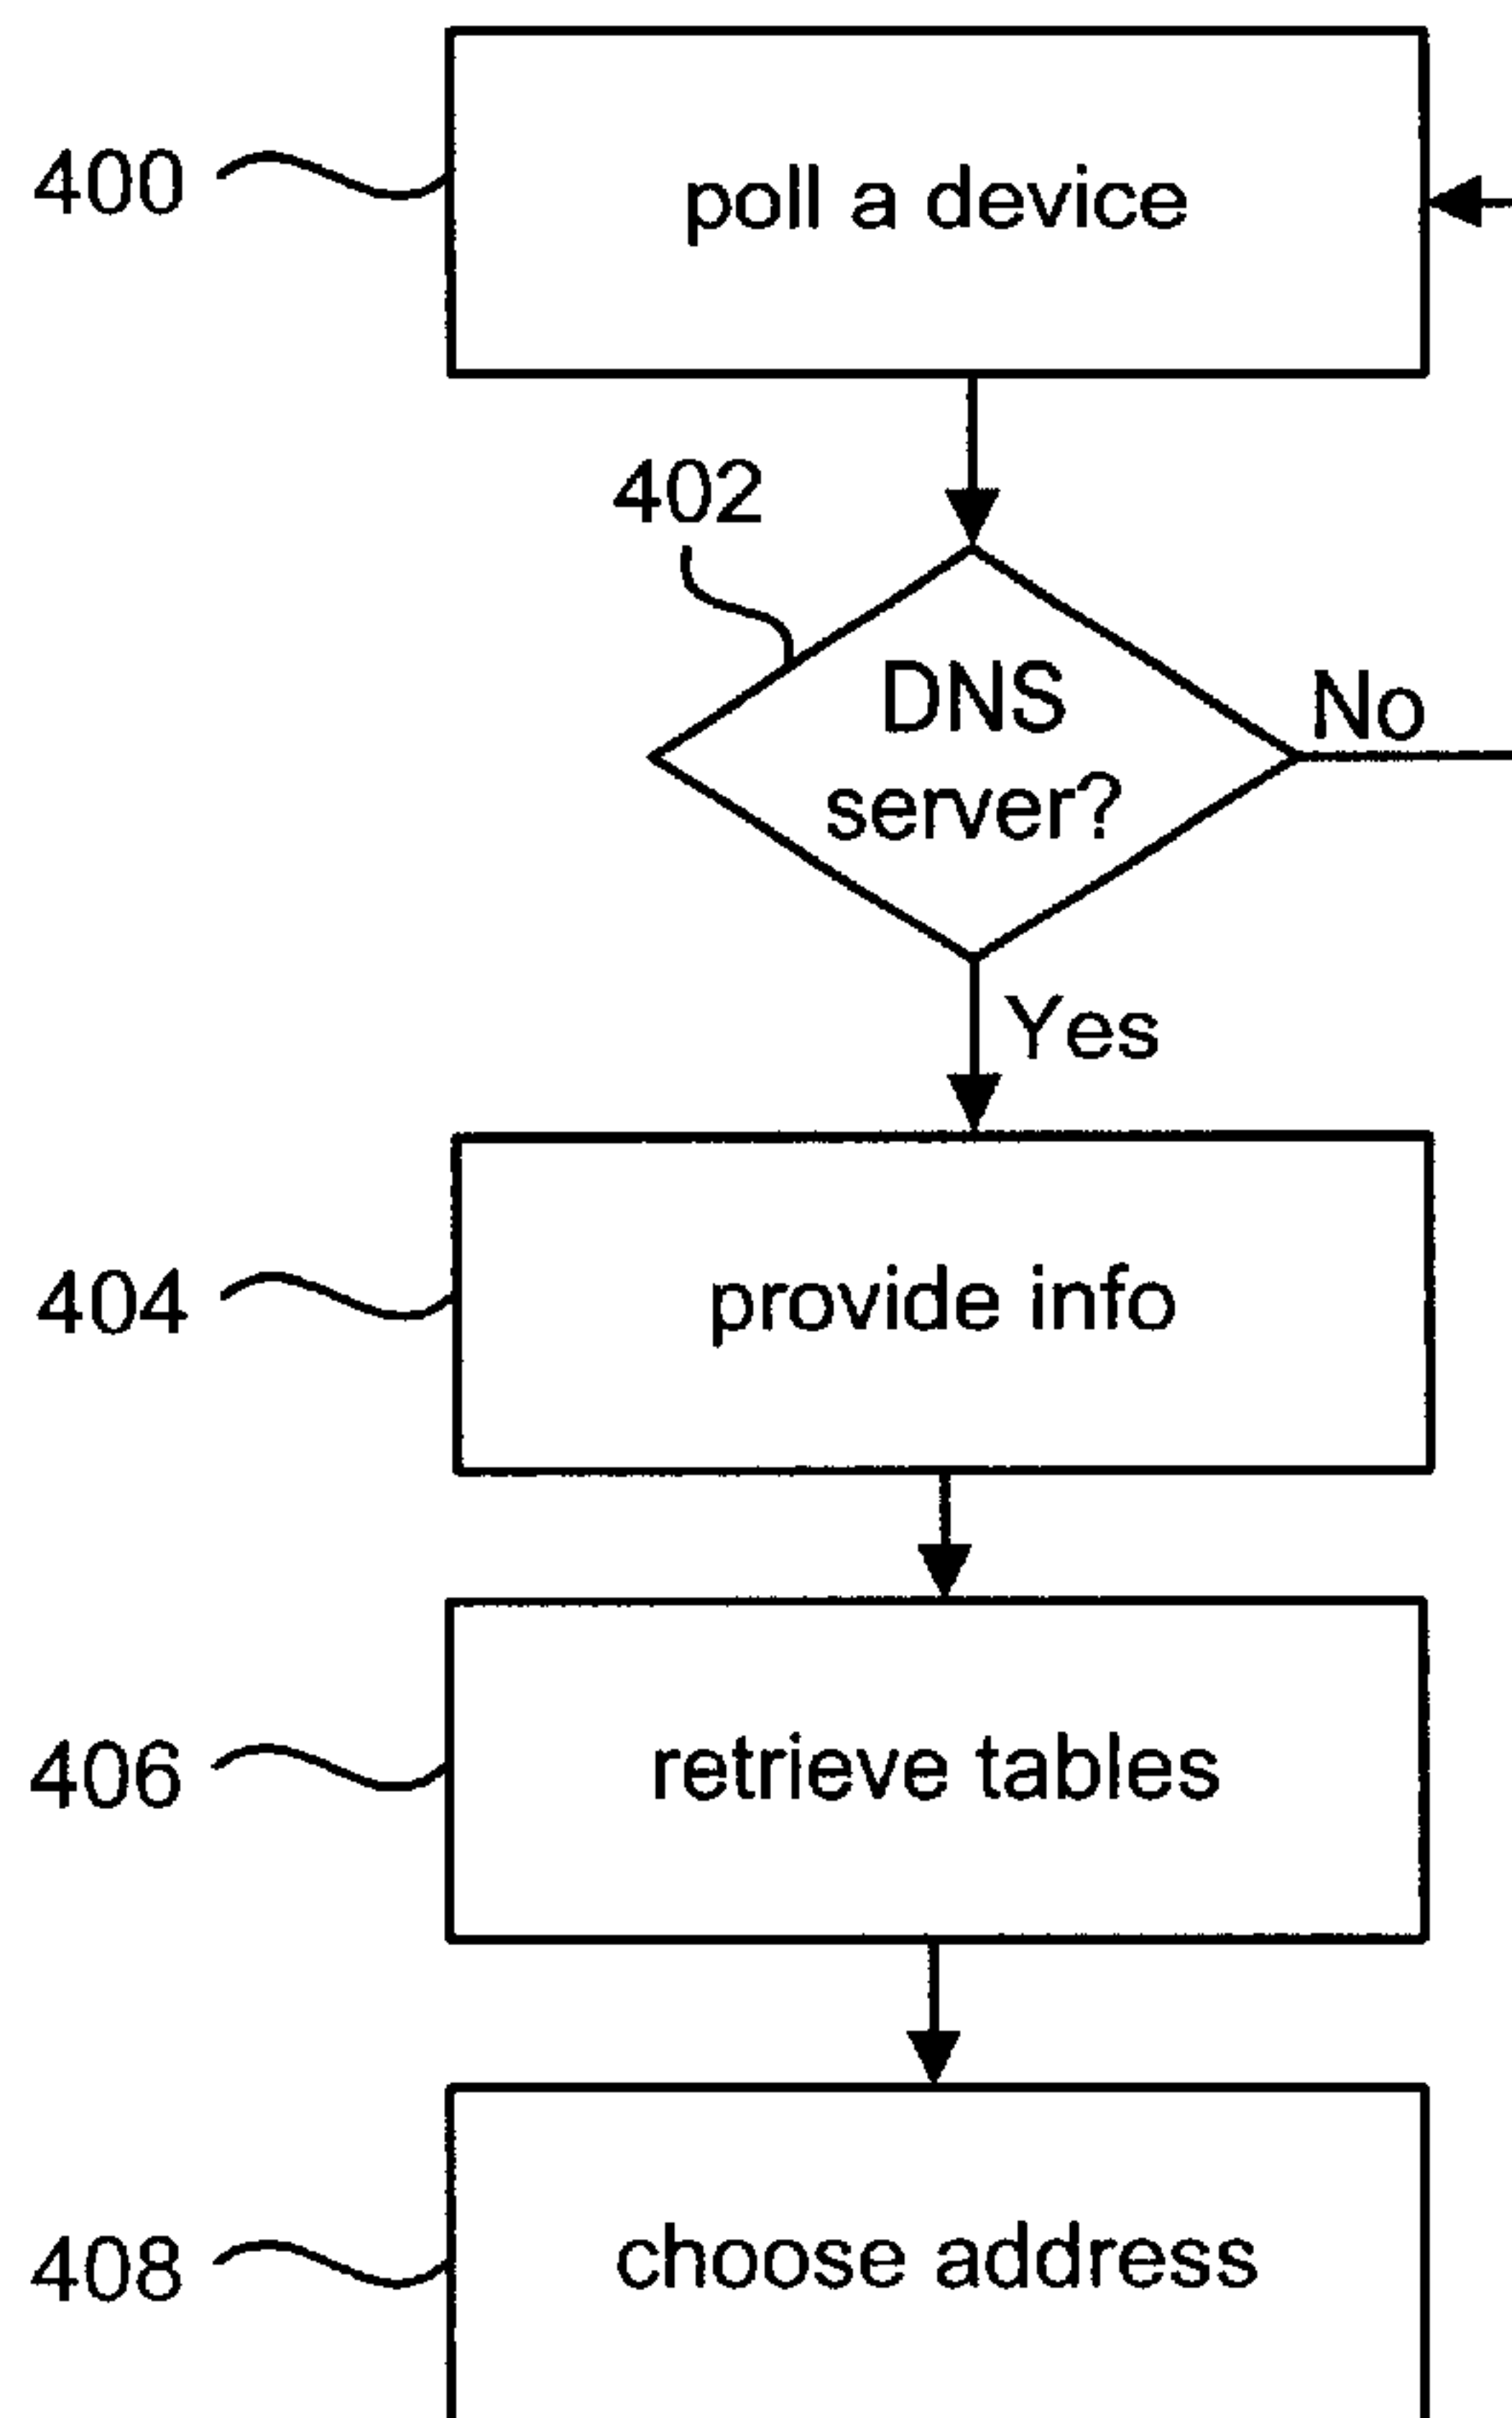 400
poll a device
402
DNS
server?
No
Yes
404
provide info
406
retrieve tables
408
choose address